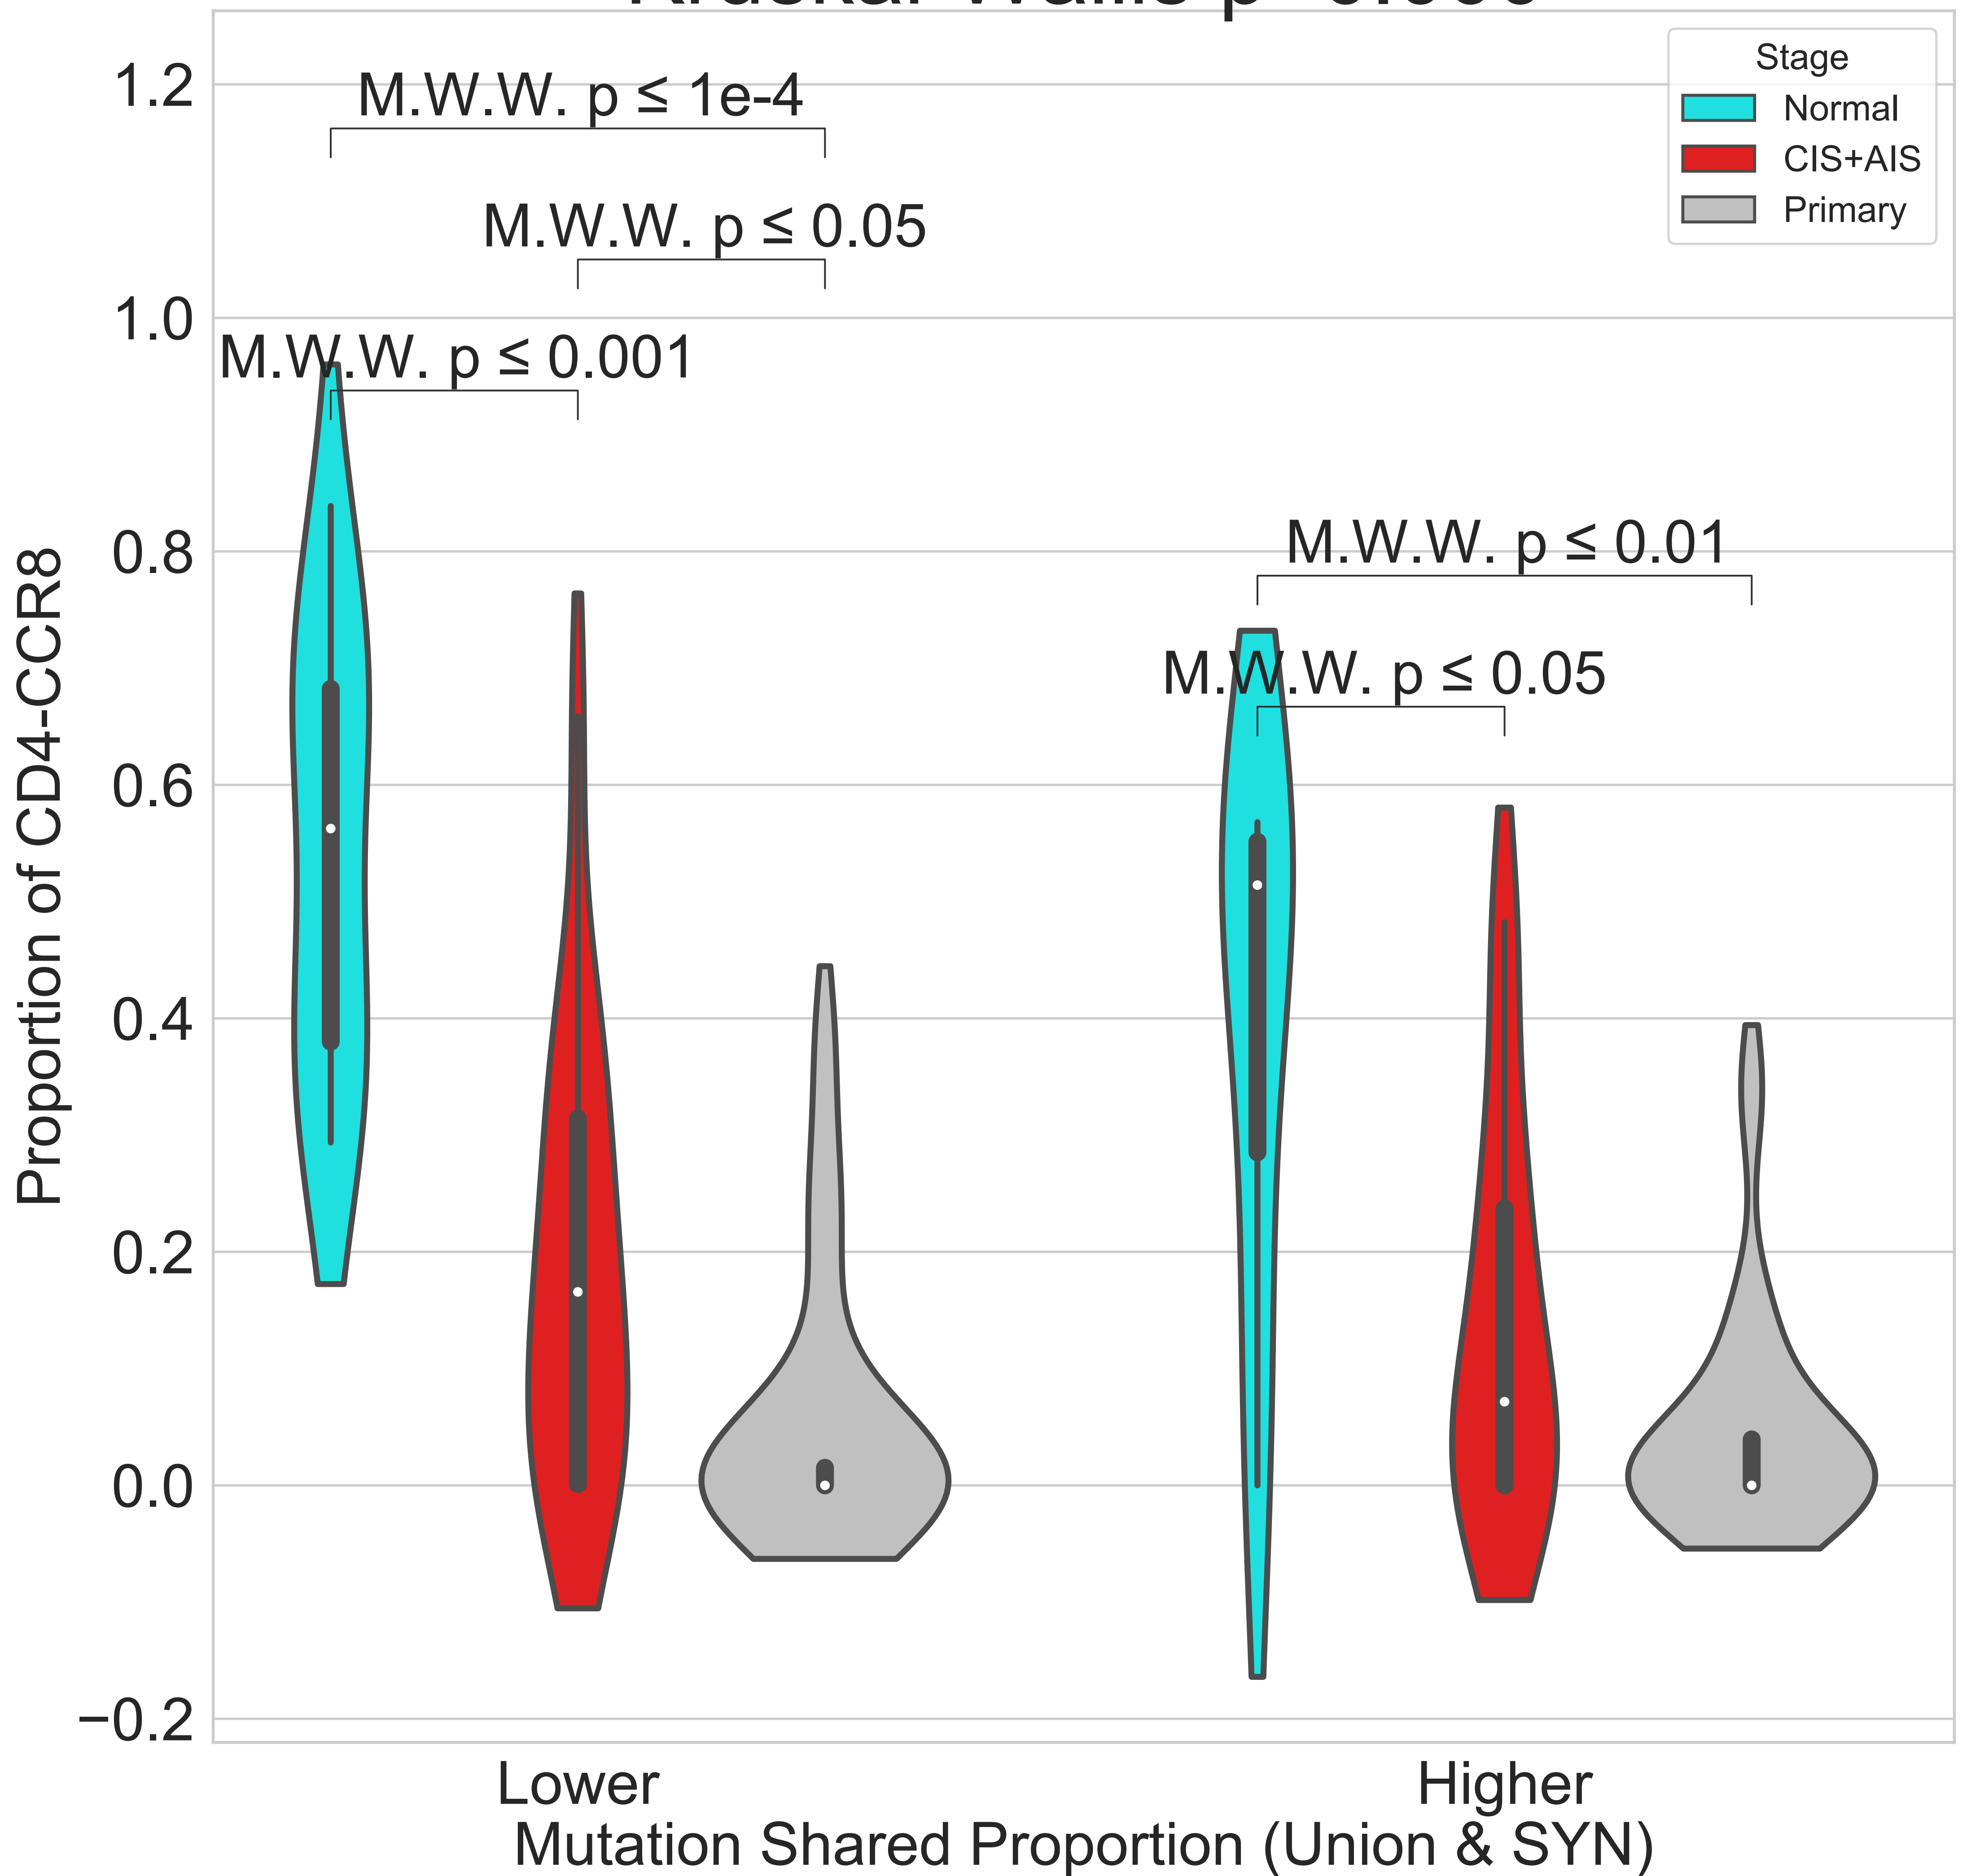 Stage
Normal
CIS+AIS
Primary
M.W.W. p ≤ 1e-4
M.W.W. p ≤ 0.05
M.W.W. p ≤ 0.001
M.W.W. p ≤ 0.01
M.W.W. p ≤ 0.05
1.2
1.0
0.8
0.6
0.4
0.2
0.0
−0.2
Proportion of CD4-CCR8
Lower
Higher
Mutation Shared Proportion (Union & SYN)